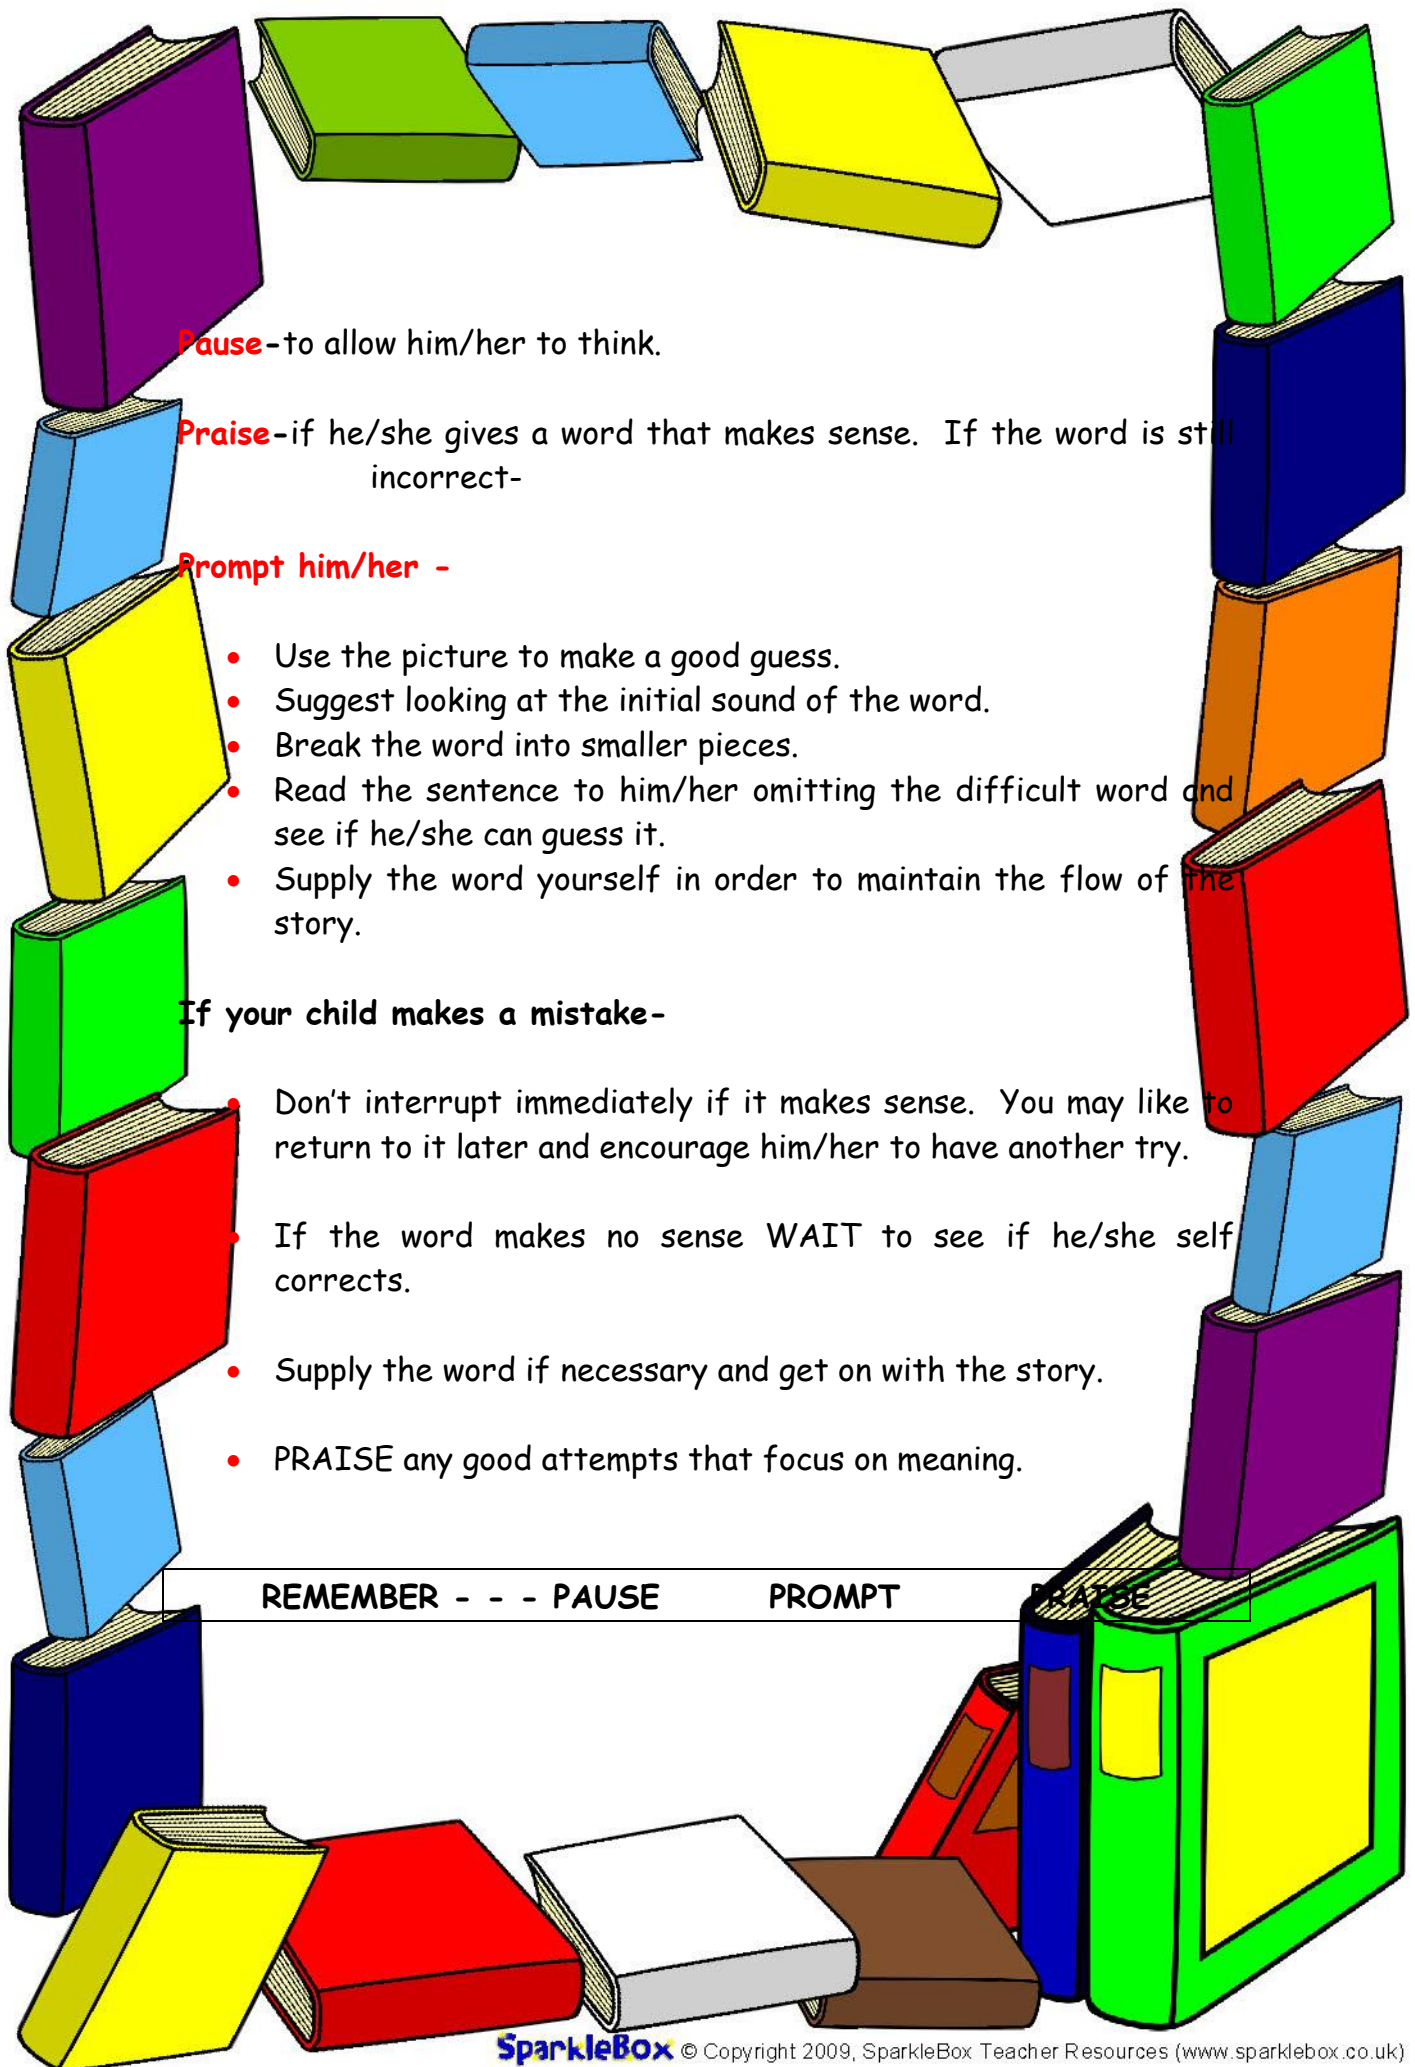 Pause-to allow him/her to think.
Praise-if he/she gives a word that makes sense. If the word is still
incorrect-
Prompt him/her -
• Use the picture to make a good guess.
• Suggest looking at the initial sound of the word.
• Break the word into smaller pieces.
• Read the sentence to him/her omitting the difficult word and
see if he/she can guess it.
• Supply the word yourself in order to maintain the flow of the
story.
If your child makes a mistake-
• Don't interrupt immediately if it makes sense. You may like to
return to it later and encourage him/her to have another try.
• If the word makes no sense WAIT to see if he/she self
corrects.
• Supply the word if necessary and get on with the story.
• PRAISE any good attempts that focus on meaning.
REMEMBER - - - PAUSE PROMPT PRAISE
SparkleBox © Copyright 2009, SparkleBox Teacher Resources (www.sparklebox.co.uk)